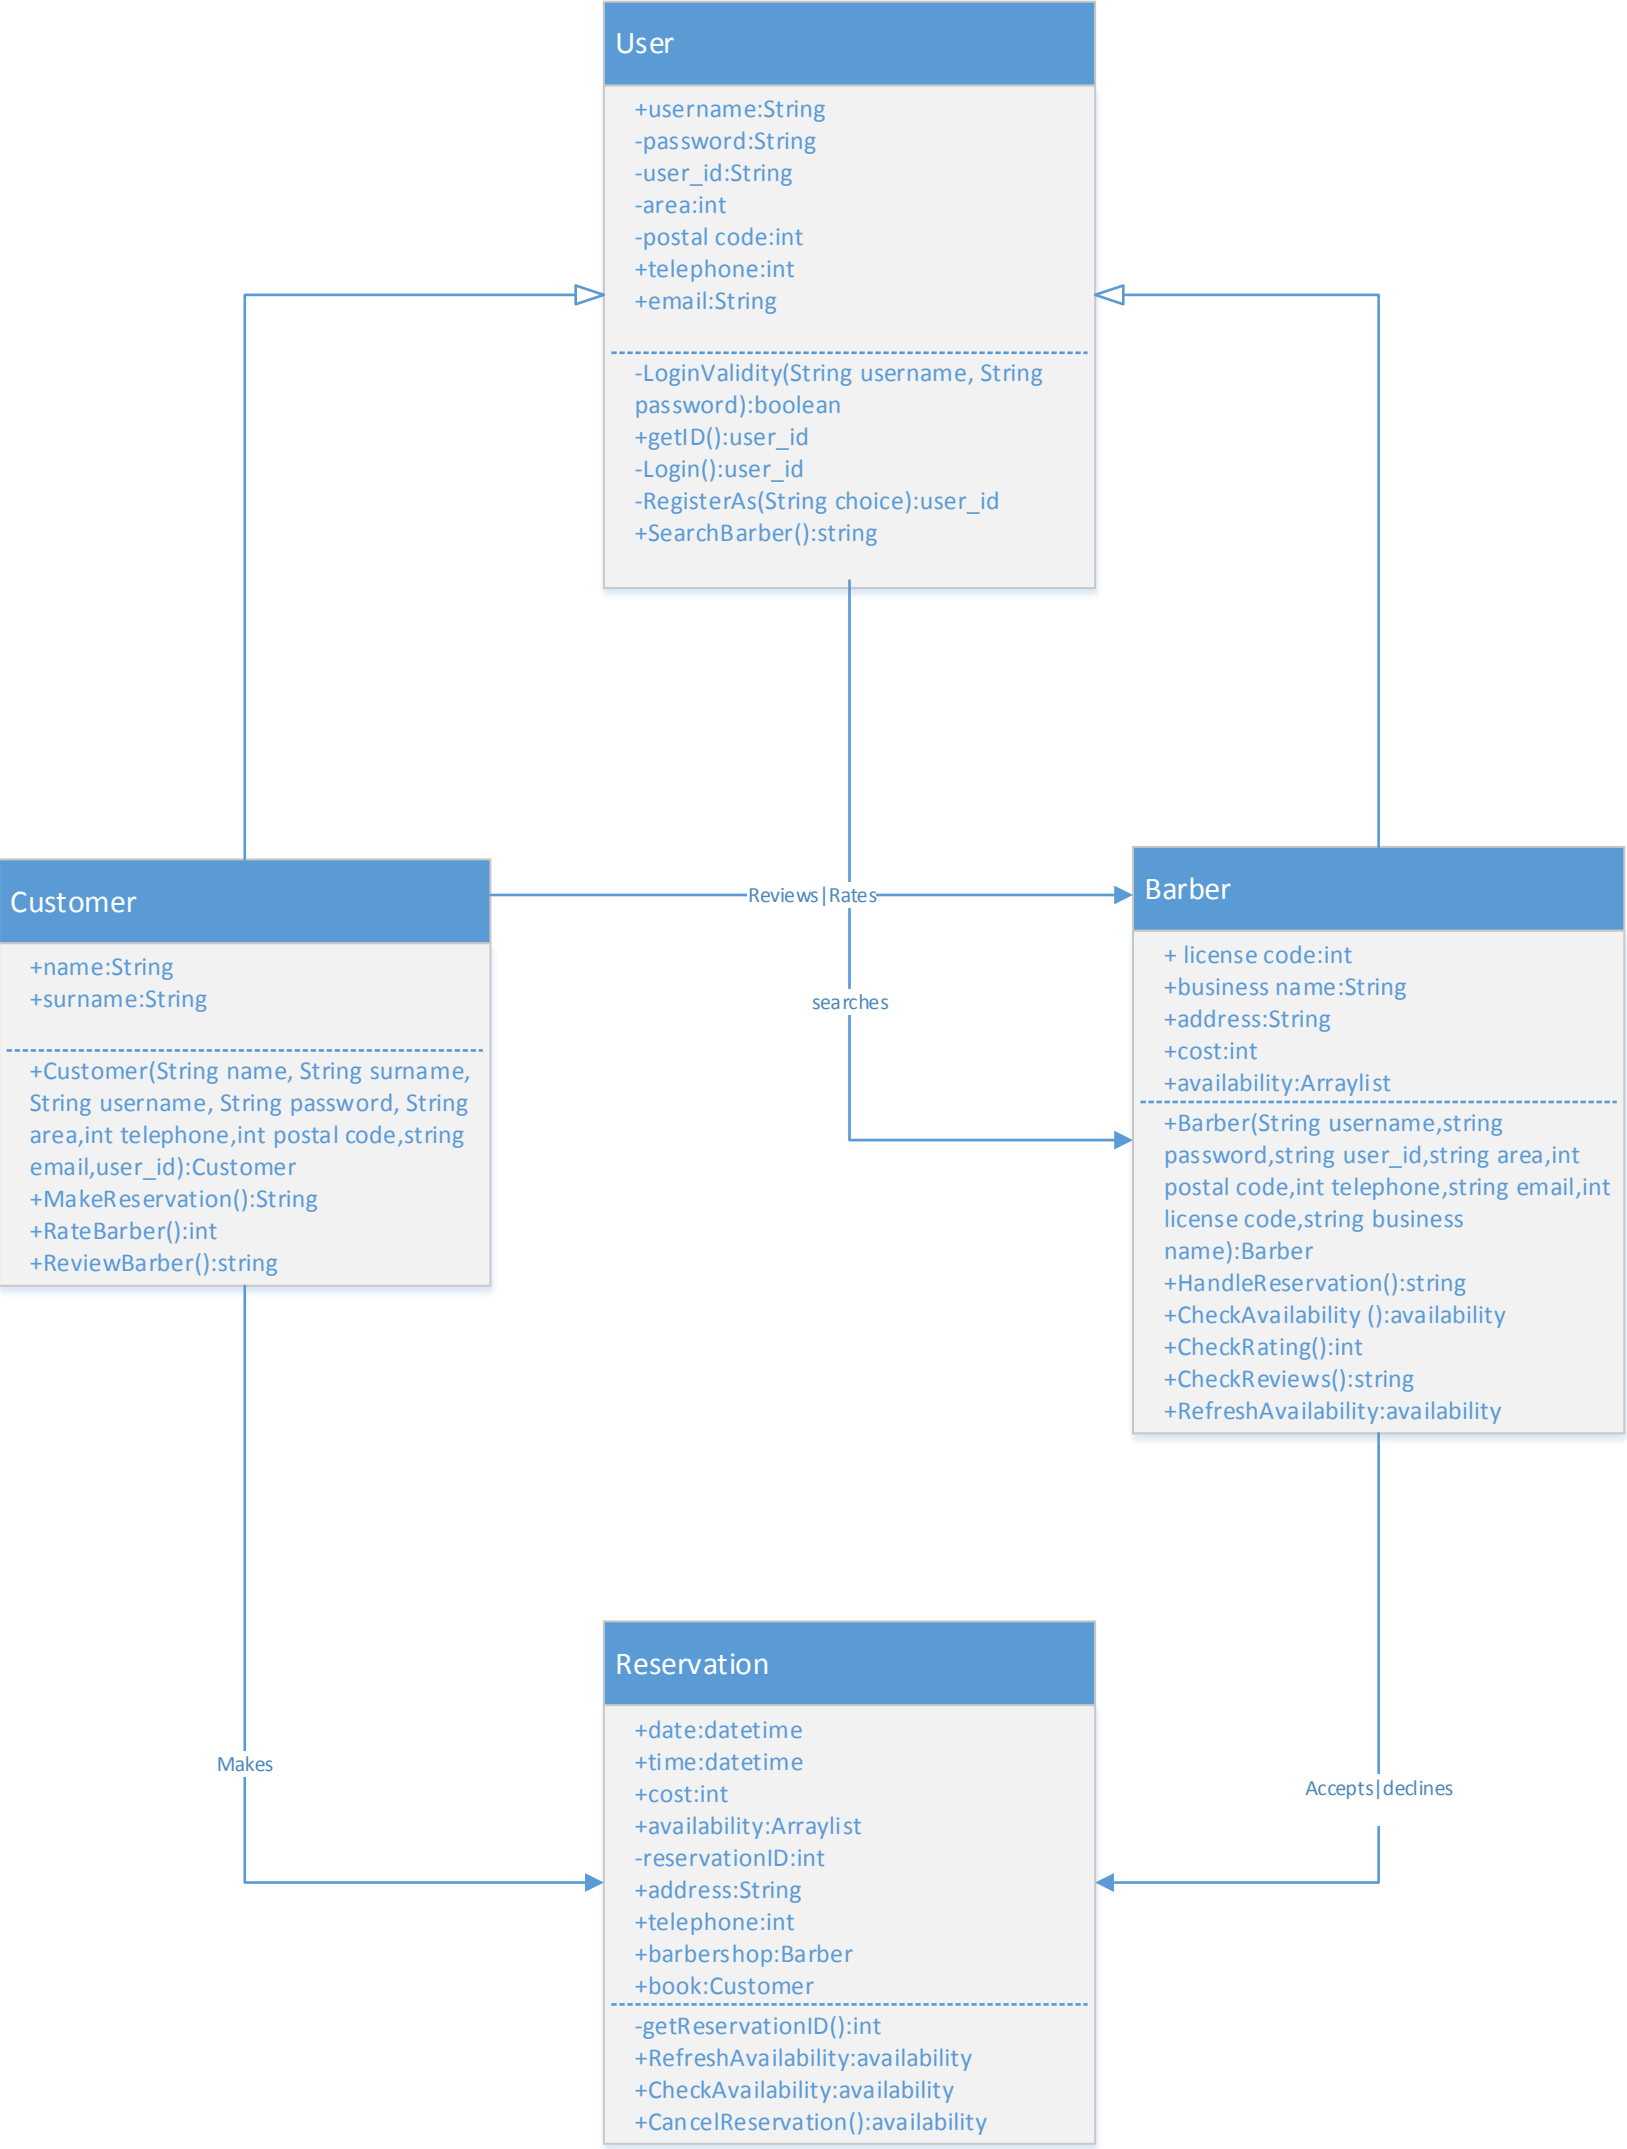 User
+username:String
-password:String
-user_id:String
-area:int
-postal code:int
+telephone:int
+email:String
-LoginValidity(String username, String
password):boolean
+getID():user_id
-Login():user_id
-RegisterAs(String choice):user_id
+SearchBarber():string
Customer
+name:String
+surname:String
+Customer(String name, String surname,
String username, String password, String
area,int telephone,int postal code,string
email,user_id):Customer
+MakeReservation():String
+RateBarber():int
+ReviewBarber():string
Reviews|Rates
searches
Barber
+ license code:int
+business name:String
+address:String
+cost:int
+availability:Arraylist
+Barber(String username,string
password,string user_id,string area,int
postal code,int telephone,string email,int
license code,string business
name):Barber
+HandleReservation():string
+CheckAvailability ():availability
+CheckRating():int
+CheckReviews():string
+RefreshAvailability:availability
Makes
Accepts|declines
Reservation
+date:datetime
+time:datetime
+cost:int
+availability:Arraylist
-reservationID:int
+address:String
+telephone:int
+barbershop:Barber
+book:Customer
-getReservationID():int
+RefreshAvailability:availability
+CheckAvailability:availability
+CancelReservation():availability